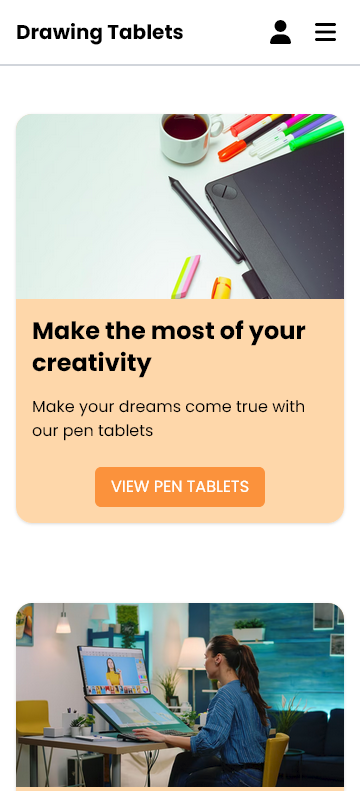 Drawing Tablets
Make the most of your
creativity
Make your dreams come true with
our pen tablets
VIEW PEN TABLETS